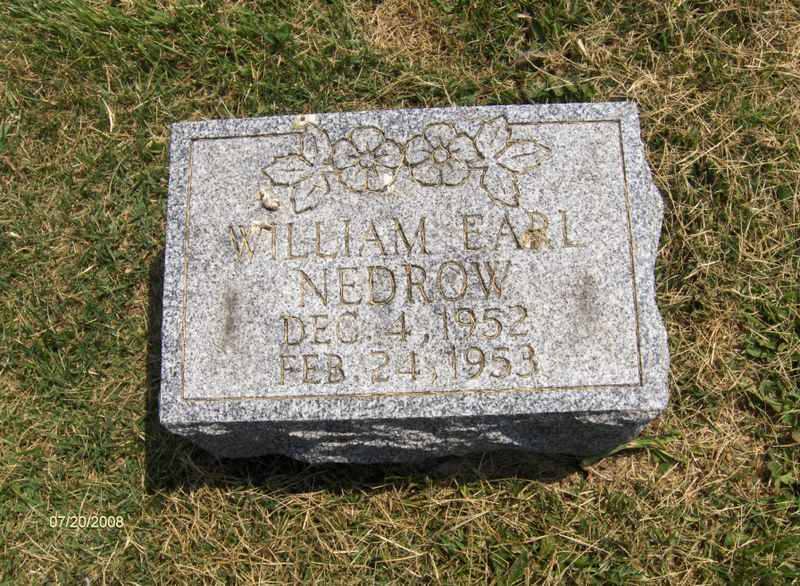 WILLIAM EARL
NEDROW
DEC. 4, 1952
FEB. 24, 1953
07/20/2008